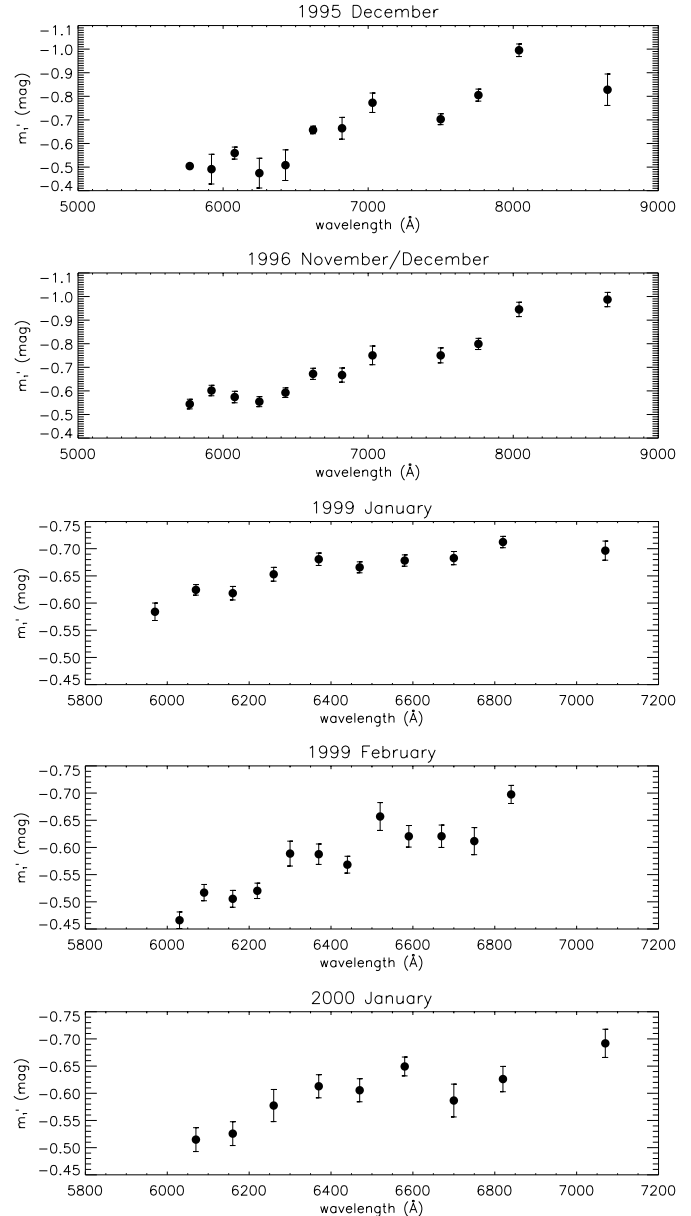 1995 December
−1.1
−1.0
−0.9
−0.8
−0.7
−0.6
−0.5
−0.4
m₁' (mag)
5000 6000 7000 8000 9000
wavelength (Å)
1996 November/December
−1.1
−1.0
−0.9
−0.8
−0.7
−0.6
−0.5
−0.4
m₁' (mag)
5000 6000 7000 8000 9000
wavelength (Å)
1999 January
−0.75
−0.70
−0.65
−0.60
−0.55
−0.50
−0.45
m₁' (mag)
5800 6000 6200 6400 6600 6800 7000 7200
wavelength (Å)
1999 February
−0.75
−0.70
−0.65
−0.60
−0.55
−0.50
−0.45
m₁' (mag)
5800 6000 6200 6400 6600 6800 7000 7200
wavelength (Å)
2000 January
−0.75
−0.70
−0.65
−0.60
−0.55
−0.50
−0.45
m₁' (mag)
5800 6000 6200 6400 6600 6800 7000 7200
wavelength (Å)